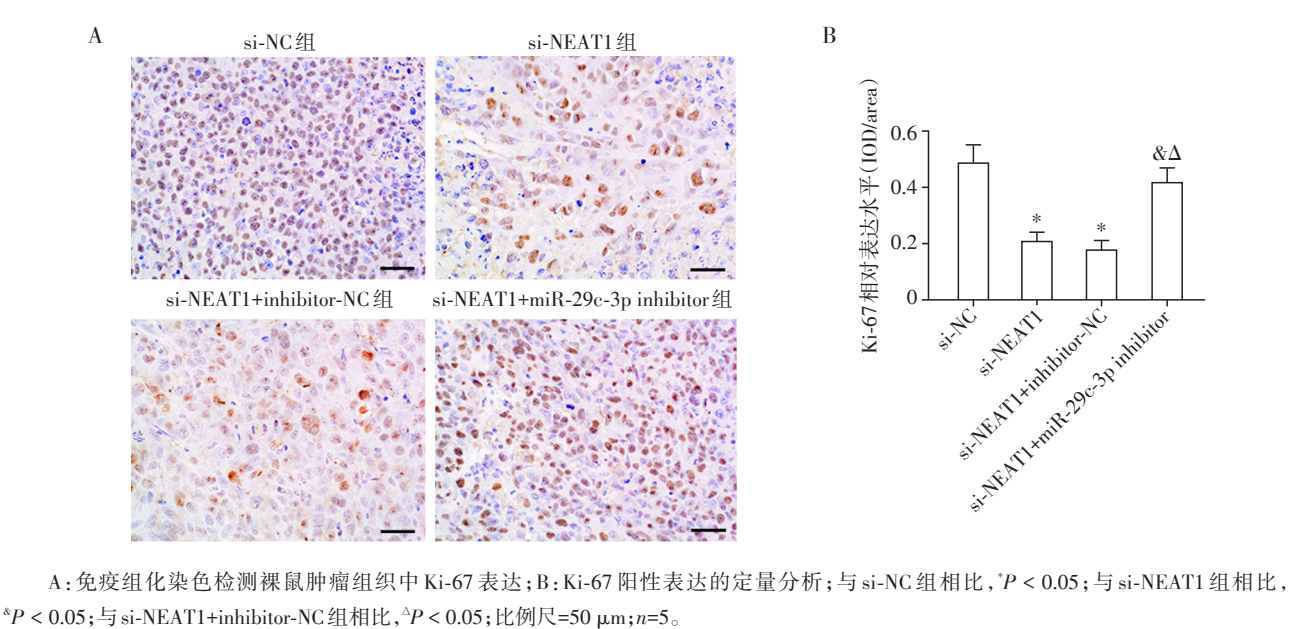 A
si-NC组
si-NEAT1组
si-NEAT1+inhibitor-NC组
si-NEAT1+miR-29c-3p inhibitor组
B
Ki-67相对表达水平(IOD/area)
0.6
0.4
0.2
0
*
*
&Δ
si-NC
si-NEAT1
si-NEAT1+inhibitor-NC
si-NEAT1+miR-29c-3p inhibitor
A:免疫组化染色检测裸鼠肿瘤组织中Ki-67表达;B:Ki-67阳性表达的定量分析;与si-NC组相比,*P < 0.05;与si-NEAT1组相比,
&P < 0.05;与si-NEAT1+inhibitor-NC组相比,ΔP < 0.05;比例尺=50 μm;n=5。